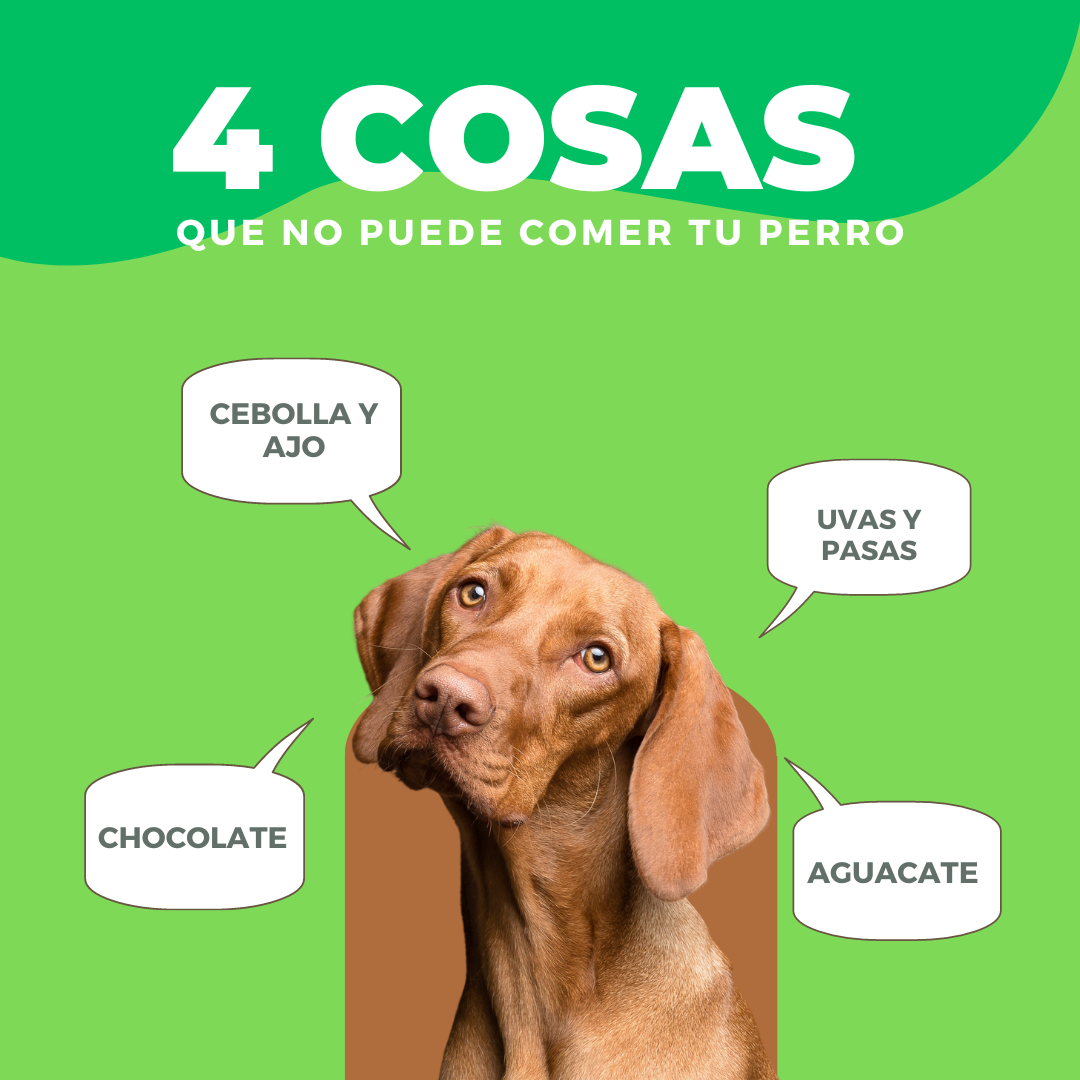 4 COSAS
QUE NO PUEDE COMER TU PERRO
CEBOLLA Y
AJO
UVAS Y
PASAS
CHOCOLATE
AGUACATE